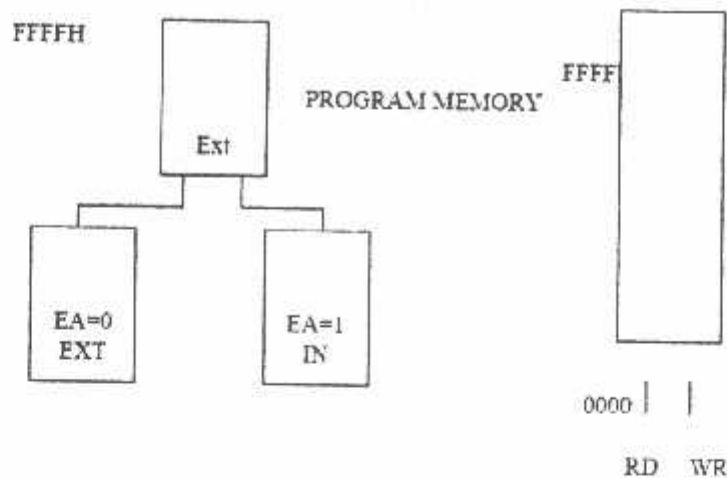 FFFFH
Ext
PROGRAM MEMORY
FFFF
EA=0
EXT
EA=1
IN
0000
RD WR